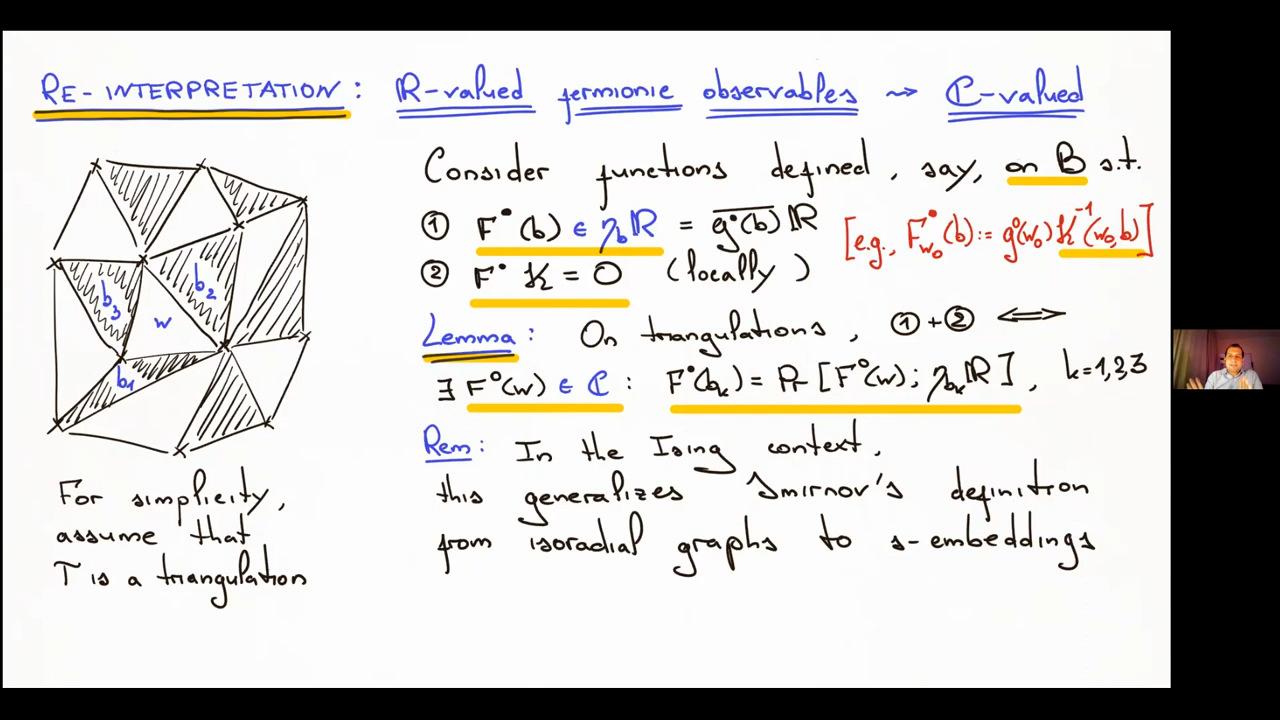 RE-INTERPRETATION: ℝ-valued fermionic observables ⇝ ℂ-valued
Consider functions defined, say, on B s.t.
① F•(b) ∈ η_b ℝ = \overline{g•(b)} ℝ [e.g., F•_{w₀}(b) := g°(w₀) K⁻¹(w₀,b)]
② F• K = 0 (locally)
Lemma: On triangulations, ①+② ⟺
∃ F°(w) ∈ ℂ : F•(b_k) = Pr [F°(w); η_{b_k} ℝ], k=1,2,3
Rem: In the Ising context,
this generalizes Smirnov's definition
from isoradial graphs to s-embeddings
b₃
b₂
w
b₁
For simplicity,
assume that
T is a triangulation